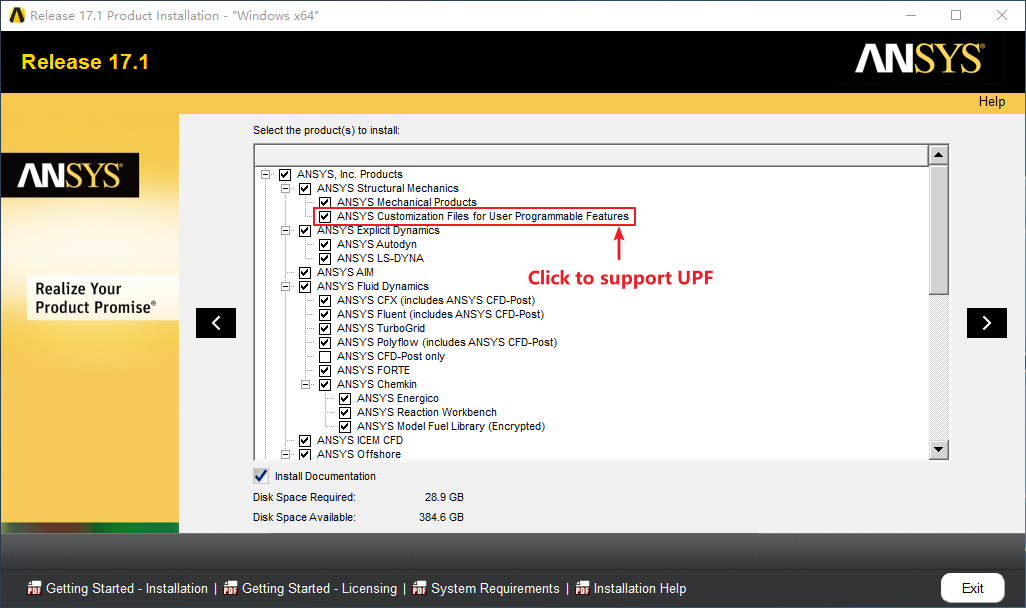 Release 17.1 Product Installation - "Windows x64"
Release 17.1
ANSYS®
Help
Select the product(s) to install:
ANSYS, Inc. Products
ANSYS Structural Mechanics
ANSYS®
ANSYS Mechanical Products
ANSYS Customization Files for User Programmable Features
ANSYS Explicit Dynamics
ANSYS Autodyn
ANSYS LS-DYNA
ANSYS AIM
Click to support UPF
ANSYS Fluid Dynamics
Realize Your
Product Promise®
ANSYS CFX (includes ANSYS CFD-Post)
ANSYS Fluent (includes ANSYS CFD-Post)
ANSYS TurboGrid
ANSYS Polyflow (includes ANSYS CFD-Post)
ANSYS CFD-Post only
ANSYS FORTE
ANSYS Chemkin
ANSYS Energico
ANSYS Reaction Workbench
ANSYS Model Fuel Library (Encrypted)
ANSYS ICEM CFD
ANSYS Offshore
Install Documentation
Disk Space Required: 28.9 GB
Disk Space Available: 384.6 GB
PDF Getting Started - Installation | PDF Getting Started - Licensing | PDF System Requirements | PDF Installation Help
Exit